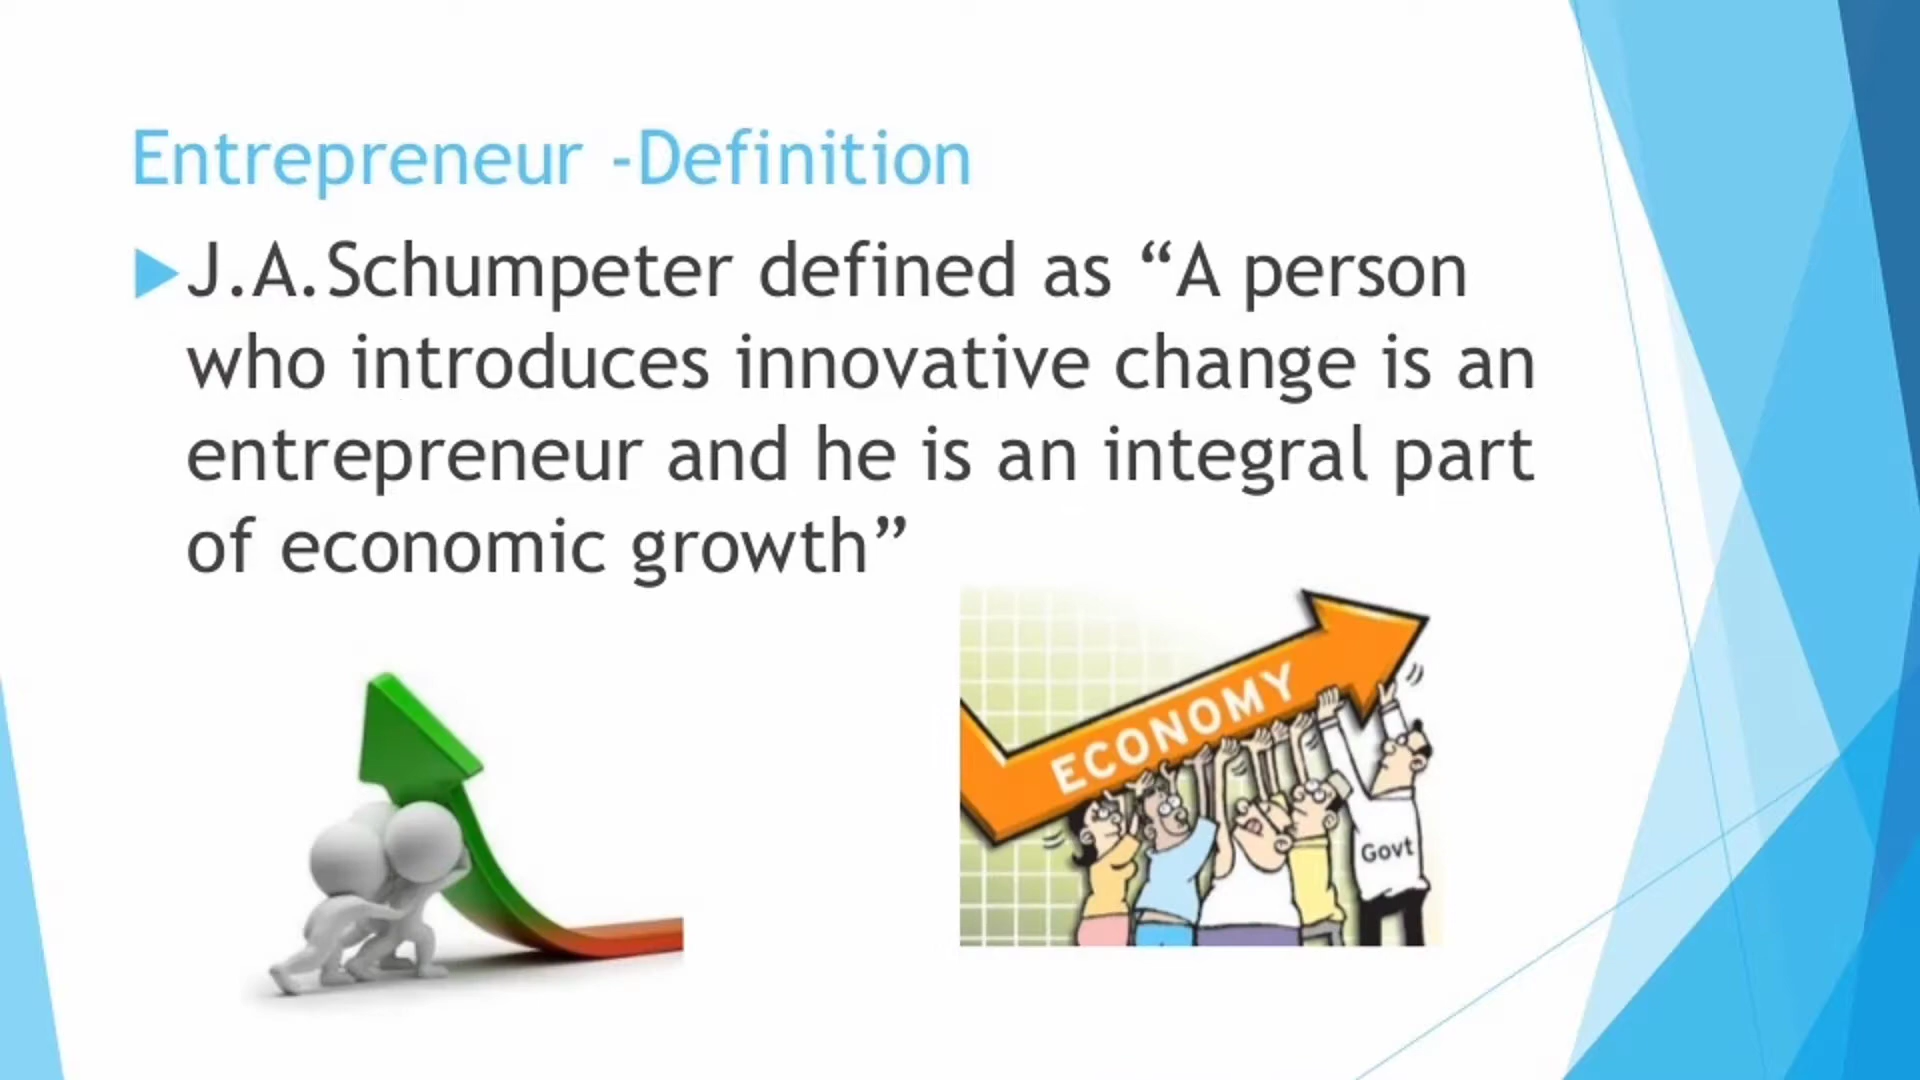 Entrepreneur -Definition
J.A.Schumpeter defined as “A person
who introduces innovative change is an
entrepreneur and he is an integral part
of economic growth”
ECONOMY
Govt